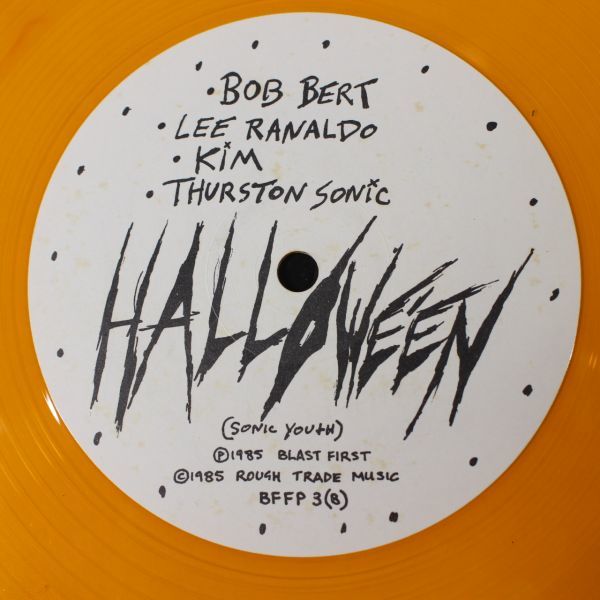 • BOB BERT
• LEE RANALDO
• KiM
• THURSTON SONiC
HALLOWEEN
(SONIC YOUTH)
℗1985 BLAST FIRST
©1985 ROUGH TRADE MUSIC
BFFP 3(B)